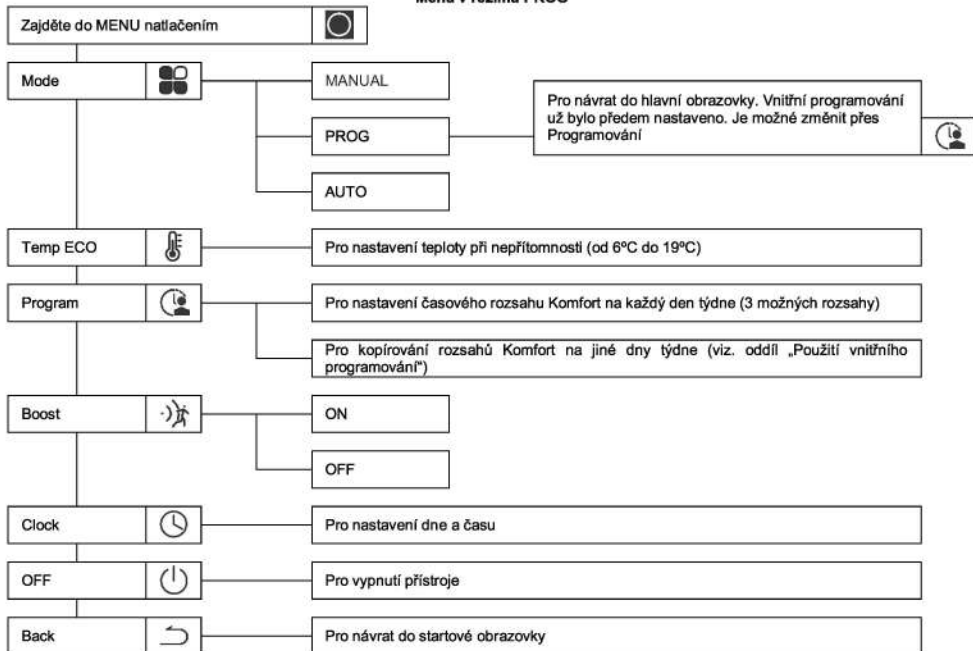 Menu v režimu PROG
Zajděte do MENU natlačením
Mode
MANUAL
PROG
Pro návrat do hlavní obrazovky. Vnitřní programování
už bylo předem nastaveno. Je možné změnit přes
Programování
AUTO
Temp ECO
Pro nastavení teploty při nepřítomnosti (od 6ºC do 19ºC)
Program
Pro nastavení časového rozsahu Komfort na každý den týdne (3 možných rozsahy)
Pro kopírování rozsahů Komfort na jiné dny týdne (viz. oddíl „Použití vnitřního
programování“)
Boost
ON
OFF
Clock
Pro nastavení dne a času
OFF
Pro vypnutí přístroje
Back
Pro návrat do startové obrazovky